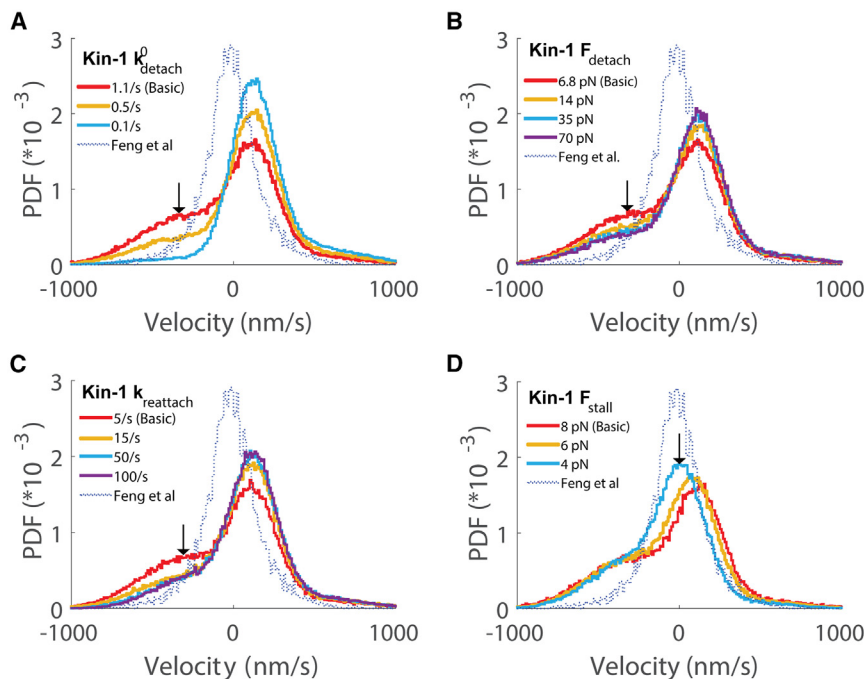 A
Kin-1 k⁰detach
1.1/s (Basic)
0.5/s
0.1/s
Feng et al
PDF (*10 -3)
3
2
1
0
-1000
0
1000
Velocity (nm/s)
B
Kin-1 Fdetach
6.8 pN (Basic)
14 pN
35 pN
70 pN
Feng et al.
PDF (*10 -3)
3
2
1
0
-1000
0
1000
Velocity (nm/s)
C
Kin-1 kreattach
5/s (Basic)
15/s
50/s
100/s
Feng et al
PDF (*10 -3)
3
2
1
0
-1000
0
1000
Velocity (nm/s)
D
Kin-1 Fstall
8 pN (Basic)
6 pN
4 pN
Feng et al
PDF (*10 -3)
3
2
1
0
-1000
0
1000
Velocity (nm/s)